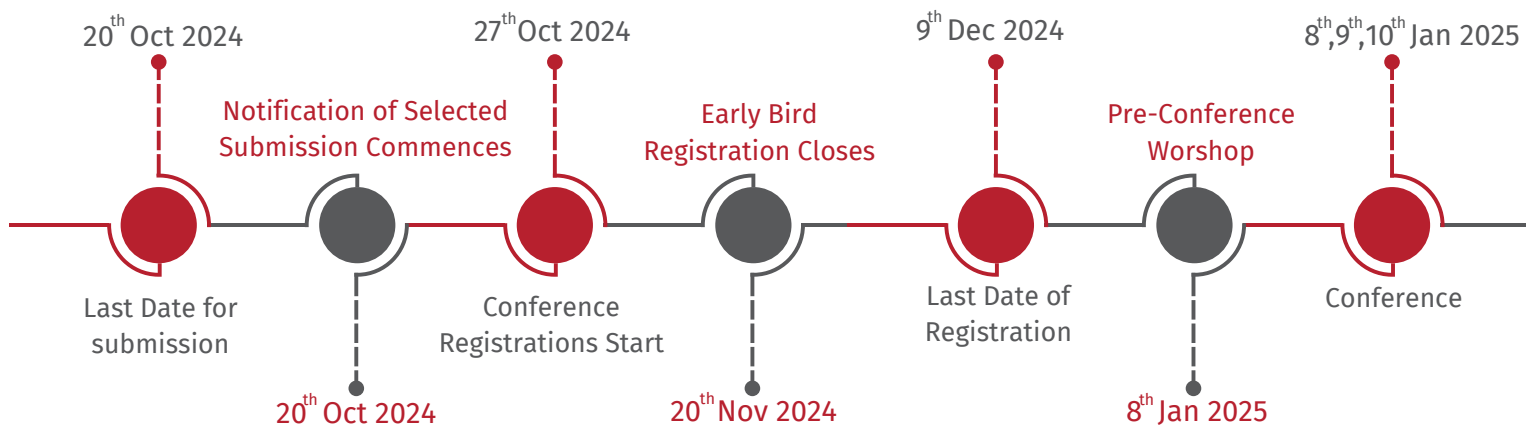 20th Oct 2024
Last Date for
submission
Notification of Selected
Submission Commences
20th Oct 2024
27th Oct 2024
Conference
Registrations Start
Early Bird
Registration Closes
20th Nov 2024
9th Dec 2024
Last Date of
Registration
Pre-Conference
Worshop
8th Jan 2025
8th,9th,10th Jan 2025
Conference